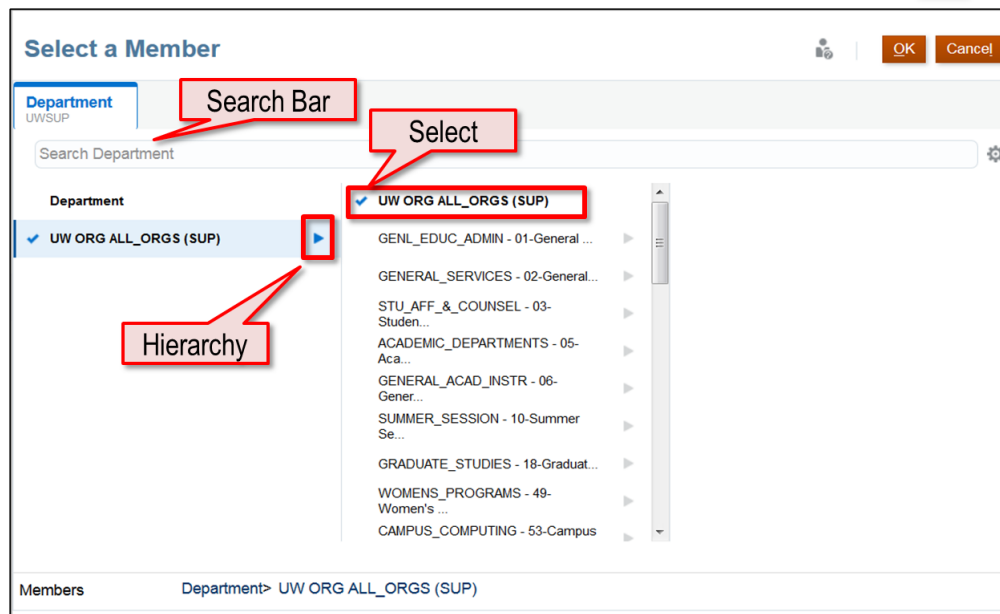 Select a Member
OK
Cancel
Department
UWSUP
Search Bar
Select
Search Department
Department
UW ORG ALL_ORGS (SUP)
UW ORG ALL_ORGS (SUP)
GENL_EDUC_ADMIN - 01-General ...
GENERAL_SERVICES - 02-General...
STU_AFF_&_COUNSEL - 03-
Studen...
Hierarchy
ACADEMIC_DEPARTMENTS - 05-
Aca...
GENERAL_ACAD_INSTR - 06-
Gener...
SUMMER_SESSION - 10-Summer
Se...
GRADUATE_STUDIES - 18-Graduat...
WOMENS_PROGRAMS - 49-
Women's ...
CAMPUS_COMPUTING - 53-Campus
Members
Department> UW ORG ALL_ORGS (SUP)